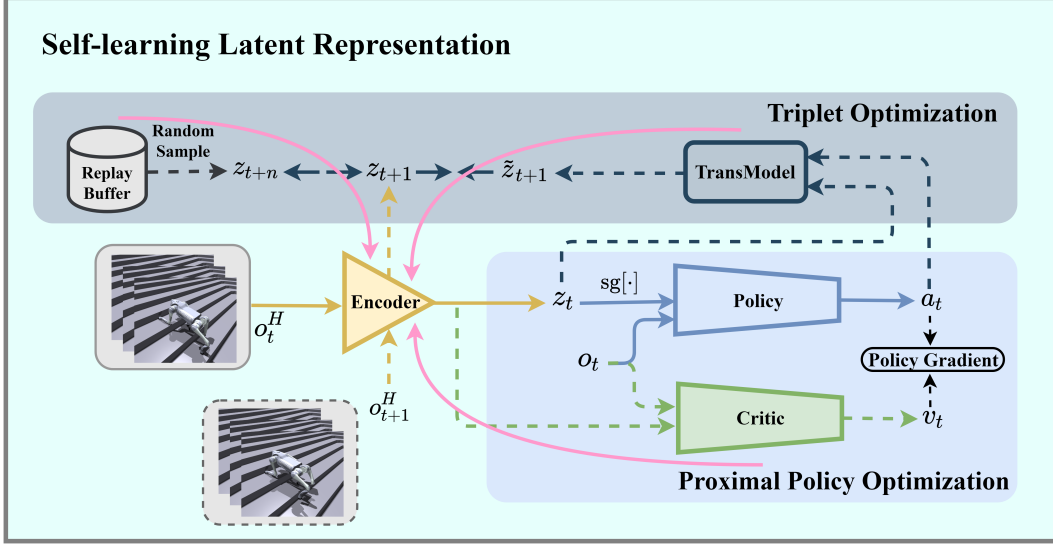 Self-learning Latent Representation
Triplet Optimization
Random
Sample
Replay
Buffer
z_{t+n}
z_{t+1}
z̃_{t+1}
TransModel
Encoder
o_t^H
o_{t+1}^H
z_t
sg[·]
Policy
a_t
o_t
Policy Gradient
Critic
v_t
Proximal Policy Optimization